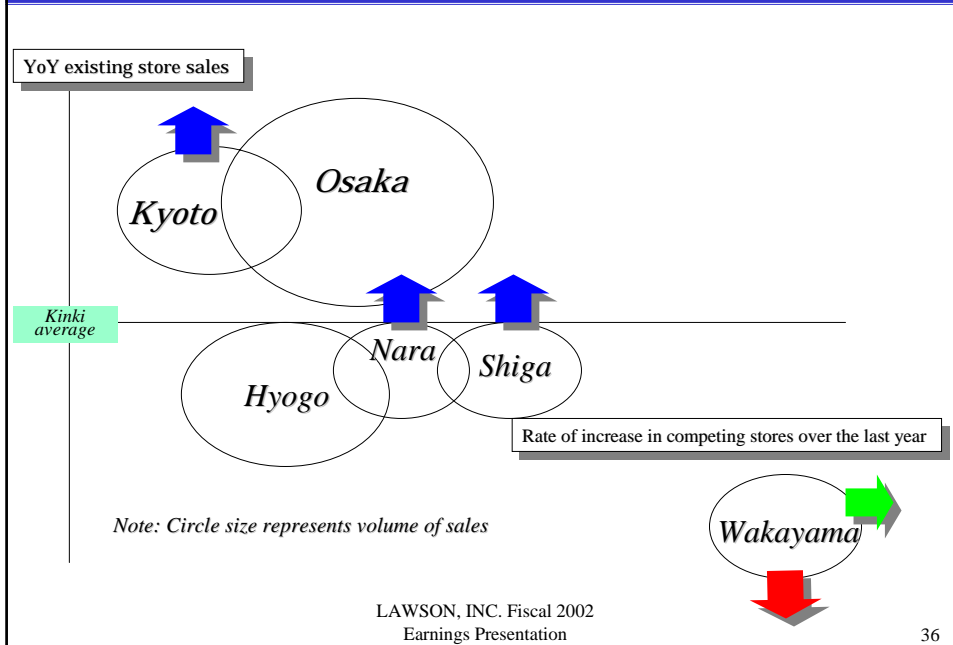 YoY existing store sales
Osaka
Kyoto
Kinki
average
Nara
Shiga
Hyogo
Rate of increase in competing stores over the last year
Note: Circle size represents volume of sales
Wakayama
LAWSON, INC. Fiscal 2002
Earnings Presentation
36